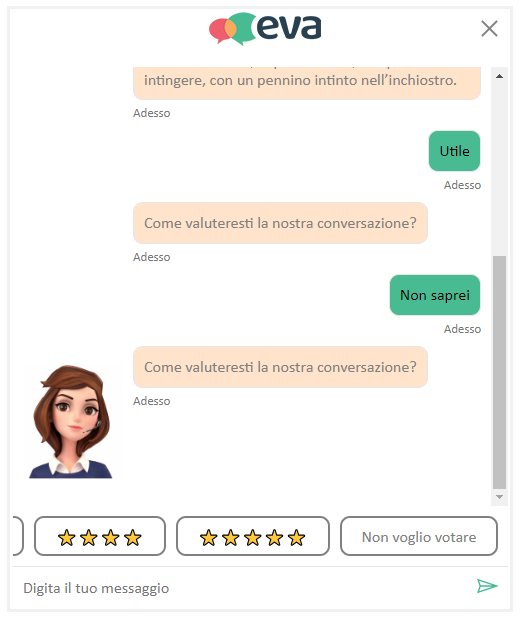 eva
intingere, con un pennino intinto nell’inchiostro.
Adesso
Utile
Adesso
Come valuteresti la nostra conversazione?
Adesso
Non saprei
Adesso
Come valuteresti la nostra conversazione?
Adesso
Non voglio votare
Digita il tuo messaggio